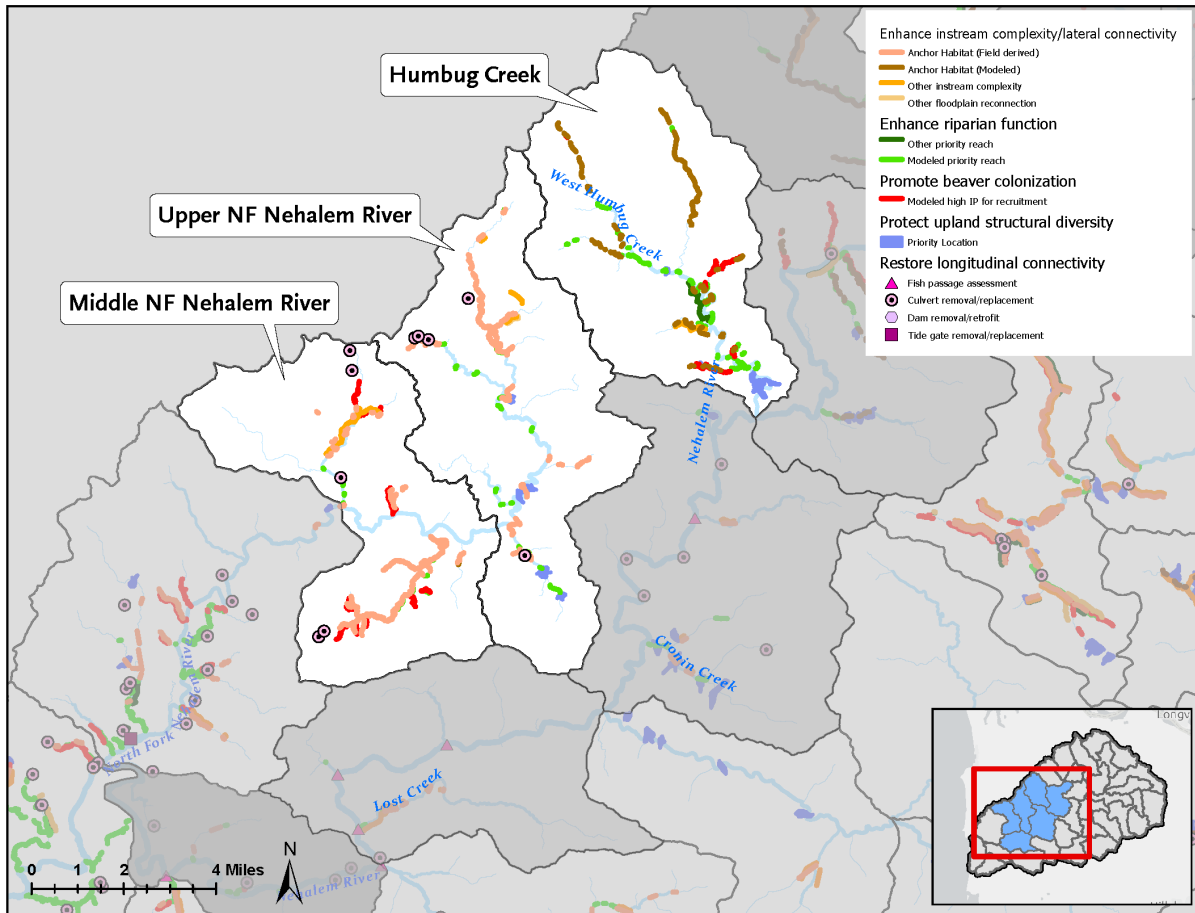 Humbug Creek
Upper NF Nehalem River
Middle NF Nehalem River
Enhance instream complexity/lateral connectivity
Anchor Habitat (Field derived)
Anchor Habitat (Modeled)
Other instream complexity
Other floodplain reconnection
Enhance riparian function
Other priority reach
Modeled priority reach
Promote beaver colonization
Modeled high IP for recruitment
Protect upland structural diversity
Priority Location
Restore longitudinal connectivity
Fish passage assessment
Culvert removal/replacement
Dam removal/retrofit
Tide gate removal/replacement
West Humbug Creek
Nehalem River
Cronin Creek
North Fork Nehalem River
Lost Creek
Nehalem River
0 2 4 Miles
N
Longv